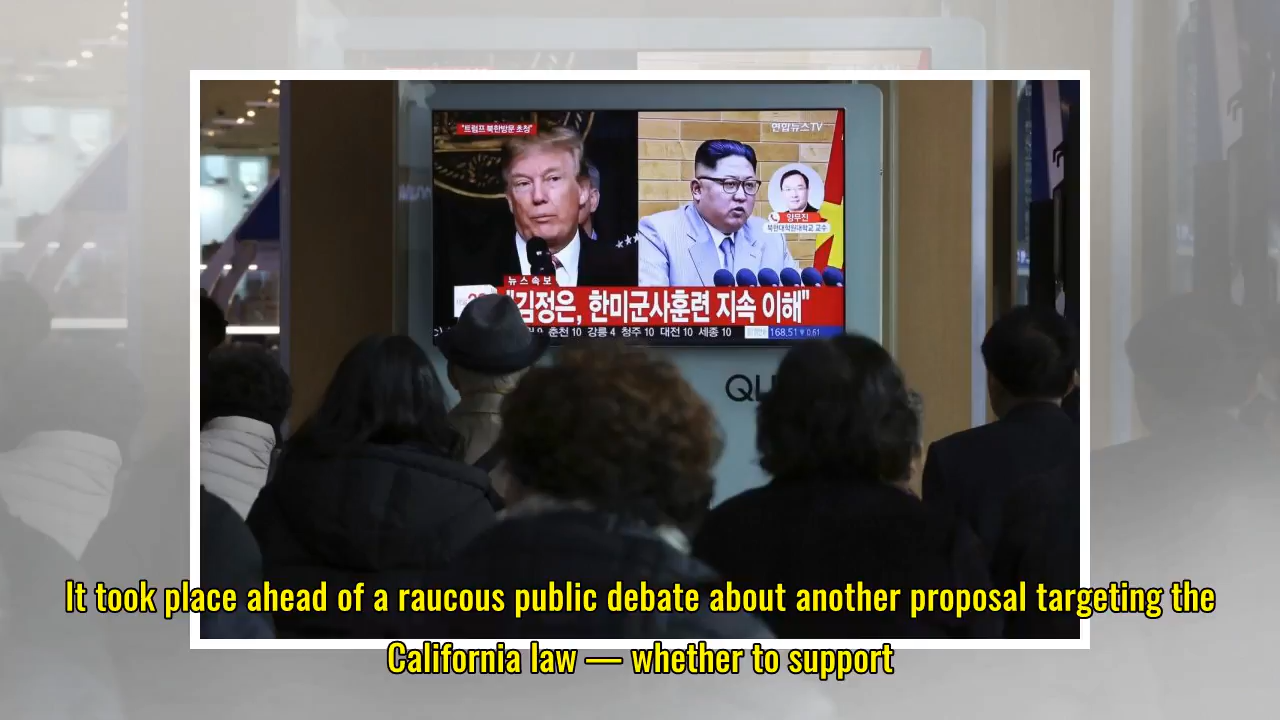 "트럼프 북한방문 초청"
연합뉴스TV
양무진
북한대학원대학교 교수
뉴스속보
"김정은, 한미군사훈련 지속 이해"
9 춘천 10 강릉 4 청주 10 대전 10 세종 10
168.51▼0.61
QU
It took place ahead of a raucous public debate about another proposal targeting the
California law — whether to support